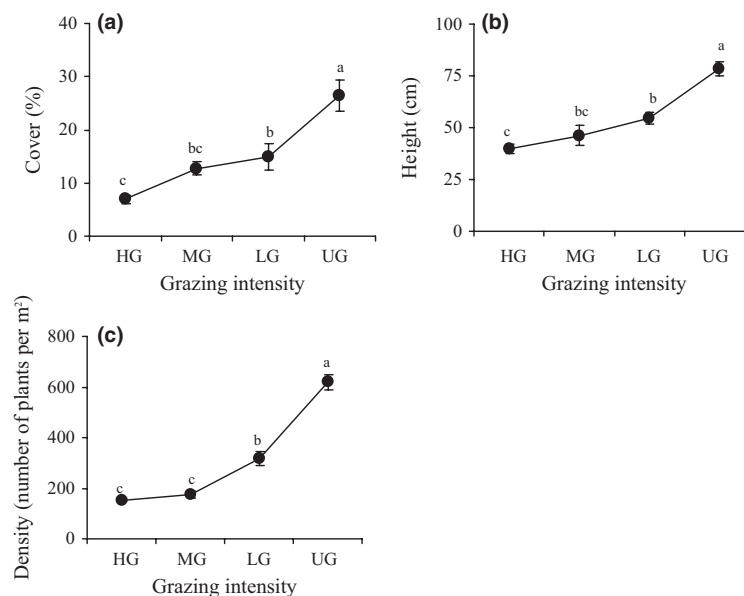 (a)
40
30
20
10
0
Cover (%)
c
bc
b
a
HG MG LG UG
Grazing intensity
(b)
100
75
50
25
0
Height (cm)
c
bc
b
a
HG MG LG UG
Grazing intensity
(c)
800
600
400
200
0
Density (number of plants per m²)
c
c
b
a
HG MG LG UG
Grazing intensity